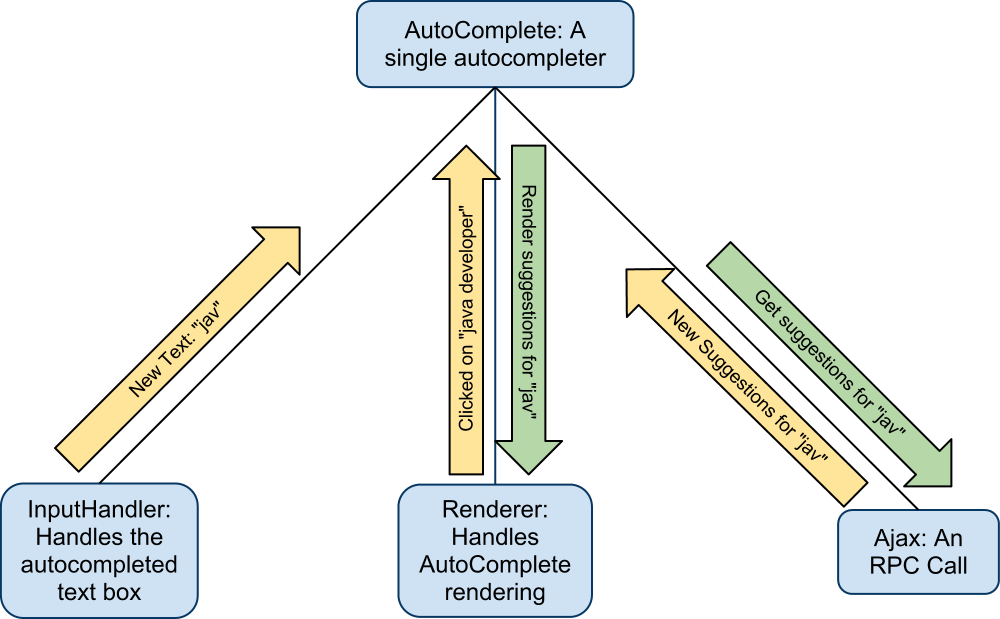 AutoComplete: A
single autocompleter
New Text: "jav"
Clicked on "java developer"
Render suggestions for "jav"
New Suggestions for "jav"
Get suggestions for "jav"
InputHandler:
Handles the
autocompleted
text box
Renderer:
Handles
AutoComplete
rendering
Ajax: An
RPC Call